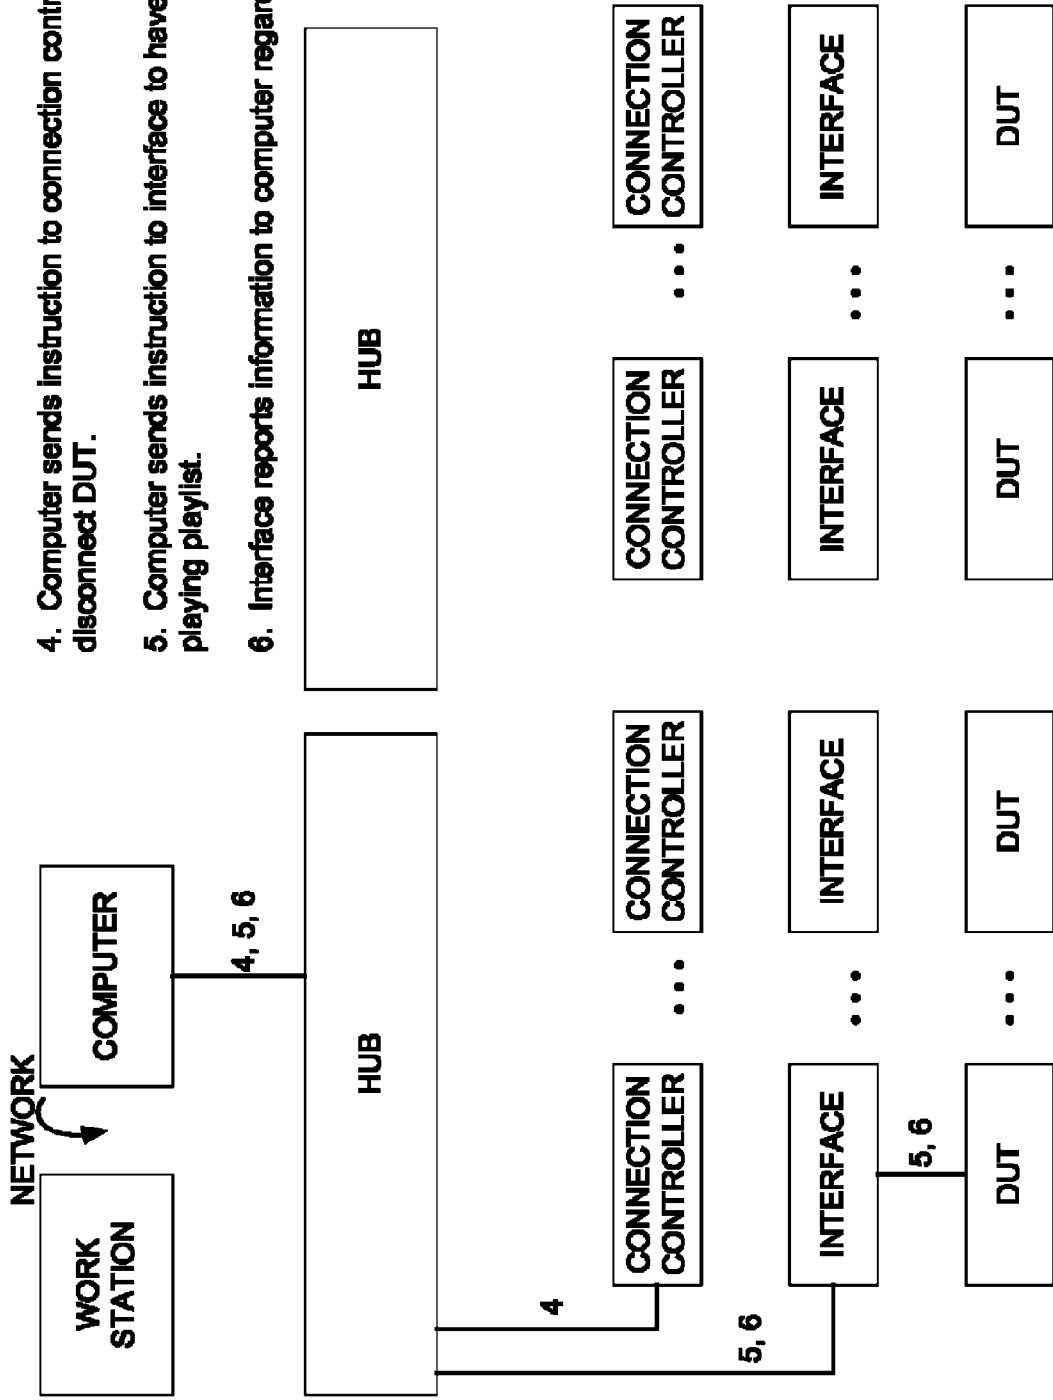 NETWORK
WORK
STATION
COMPUTER
4. Computer sends instruction to connection contr
disconnect DUT.
5. Computer sends instruction to interface to have
playing playlist.
6. Interface reports information to computer regar
4, 5, 6
HUB
HUB
4
5, 6
CONNECTION
CONTROLLER
...
CONNECTION
CONTROLLER
CONNECTION
CONTROLLER
...
CONNECTION
CONTROLLER
INTERFACE
...
INTERFACE
INTERFACE
...
INTERFACE
5, 6
DUT
...
DUT
DUT
...
DUT